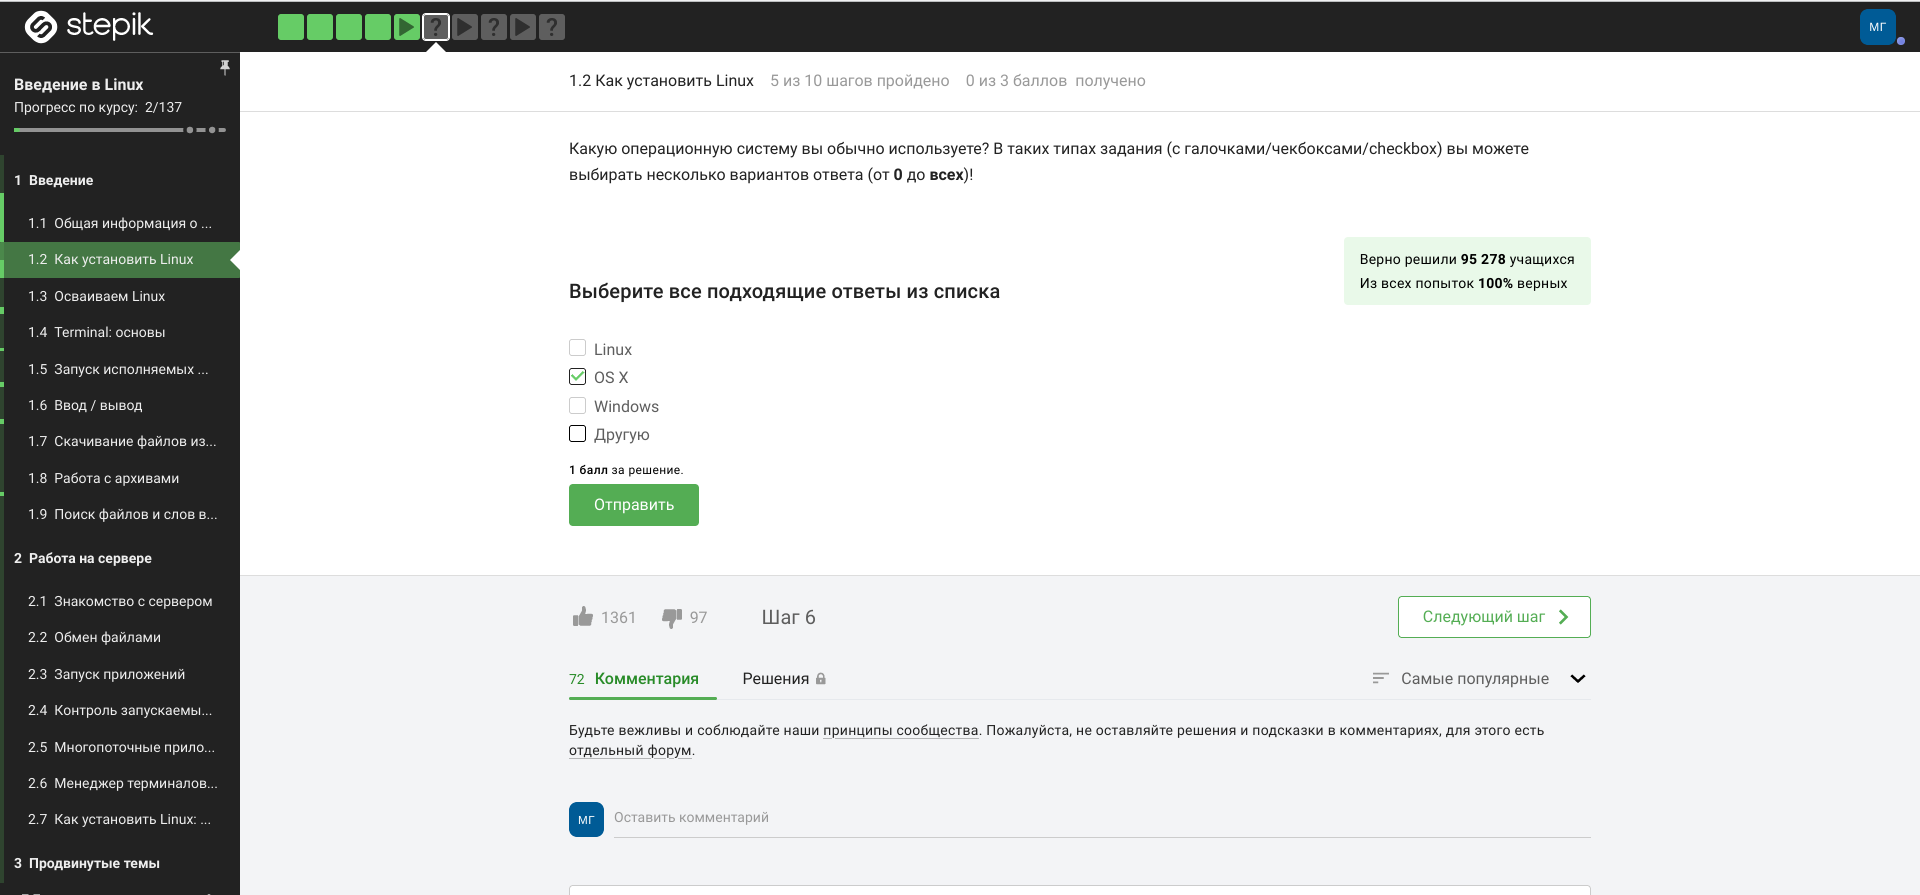 stepik
? ? ?
МГ
Введение в Linux
Прогресс по курсу: 2/137
1 Введение
1.1 Общая информация о ...
1.2 Как установить Linux
1.3 Осваиваем Linux
1.4 Terminal: основы
1.5 Запуск исполняемых ...
1.6 Ввод / вывод
1.7 Скачивание файлов из...
1.8 Работа с архивами
1.9 Поиск файлов и слов в...
2 Работа на сервере
2.1 Знакомство с сервером
2.2 Обмен файлами
2.3 Запуск приложений
2.4 Контроль запускаемы...
2.5 Многопоточные прило...
2.6 Менеджер терминалов...
2.7 Как установить Linux: ...
3 Продвинутые темы
1.2 Как установить Linux 5 из 10 шагов пройдено 0 из 3 баллов получено
Какую операционную систему вы обычно используете? В таких типах задания (с галочками/чекбоксами/checkbox) вы можете
выбирать несколько вариантов ответа (от 0 до всех)!
Верно решили 95 278 учащихся
Из всех попыток 100% верных
Выберите все подходящие ответы из списка
Linux
OS X
Windows
Другую
1 балл за решение.
Отправить
1361 97 Шаг 6
Следующий шаг
72 Комментария Решения
Самые популярные
Будьте вежливы и соблюдайте наши принципы сообщества. Пожалуйста, не оставляйте решения и подсказки в комментариях, для этого есть
отдельный форум.
МГ
Оставить комментарий